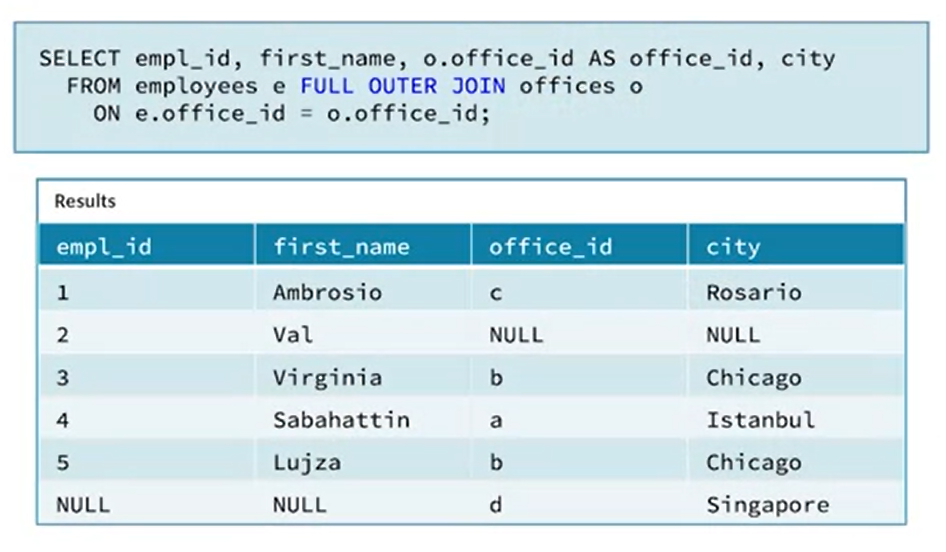 SELECT empl_id, first_name, o.office_id AS office_id, city
FROM employees e FULL OUTER JOIN offices o
ON e.office_id = o.office_id;
Results
empl_id first_name office_id city
1 Ambrosio c Rosario
2 Val NULL NULL
3 Virginia b Chicago
4 Sabahattin a Istanbul
5 Lujza b Chicago
NULL NULL d Singapore